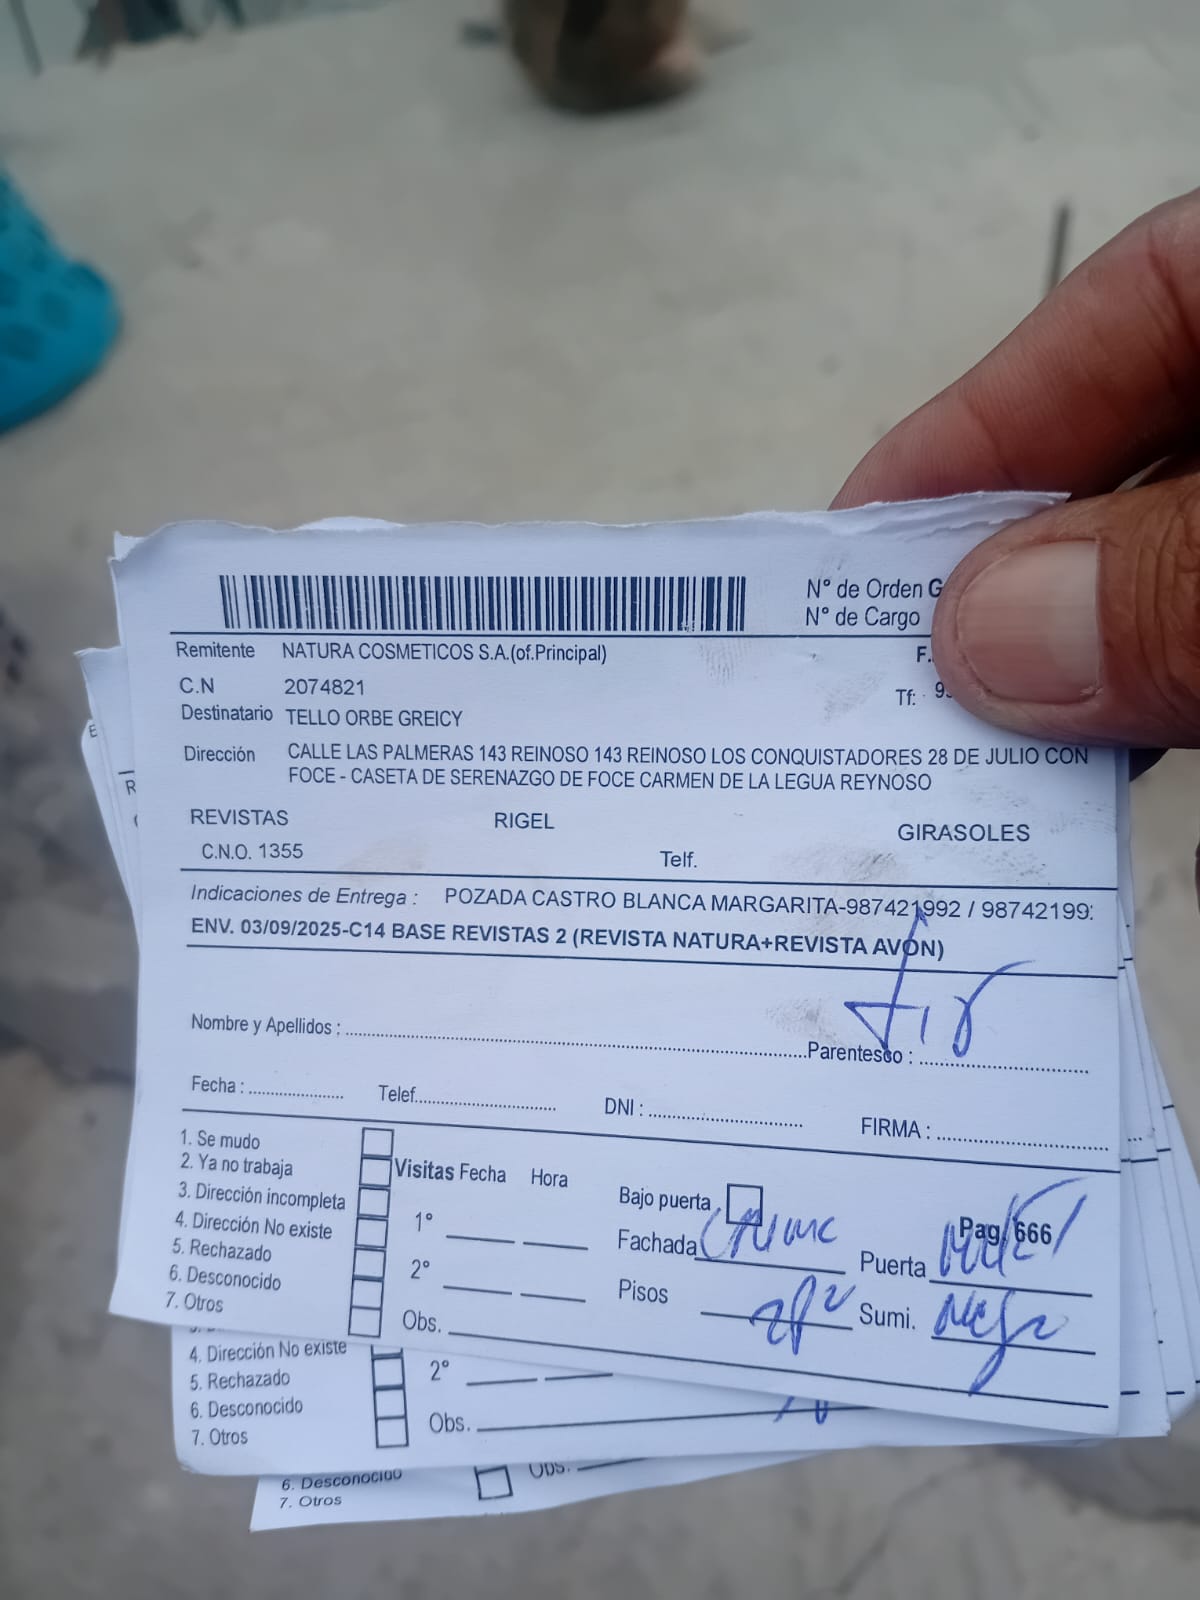 N° de Orden G
N° de Cargo
Remitente NATURA COSMETICOS S.A.(of.Principal)
F.
C.N 2074821
Tf: 9
Destinatario TELLO ORBE GREICY
Dirección CALLE LAS PALMERAS 143 REINOSO 143 REINOSO LOS CONQUISTADORES 28 DE JULIO CON
FOCE - CASETA DE SERENAZGO DE FOCE CARMEN DE LA LEGUA REYNOSO
REVISTAS RIGEL GIRASOLES
C.N.O. 1355 Telf.
Indicaciones de Entrega : POZADA CASTRO BLANCA MARGARITA-987421992 / 98742199
ENV. 03/09/2025-C14 BASE REVISTAS 2 (REVISTA NATURA+REVISTA AVON)
Nombre y Apellidos : Parentesco :
Fecha : Telef. DNI : FIRMA :
1. Se mudo
2. Ya no trabaja
3. Dirección incompleta
4. Dirección No existe
5. Rechazado
6. Desconocido
7. Otros
Visitas Fecha Hora
1°
2°
Obs.
Bajo puerta
Pag. 666
Fachada Puerta
Pisos Sumi.
4. Dirección No existe
5. Rechazado
6. Desconocido
7. Otros
2°
Obs.
6. Desconocido
7. Otros
Obs.